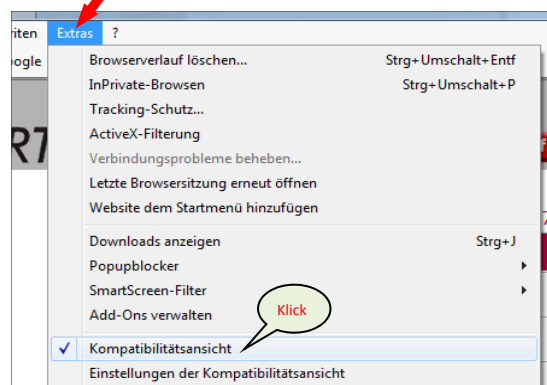 Extras ?
Browserverlauf löschen... Strg+Umschalt+Entf
InPrivate-Browsen Strg+Umschalt+P
Tracking-Schutz...
ActiveX-Filterung
Verbindungsprobleme beheben...
Letzte Browsersitzung erneut öffnen
Website dem Startmenü hinzufügen
Downloads anzeigen Strg+J
Popupblocker
SmartScreen-Filter
Add-Ons verwalten
Klick
Kompatibilitätsansicht
Einstellungen der Kompatibilitätsansicht